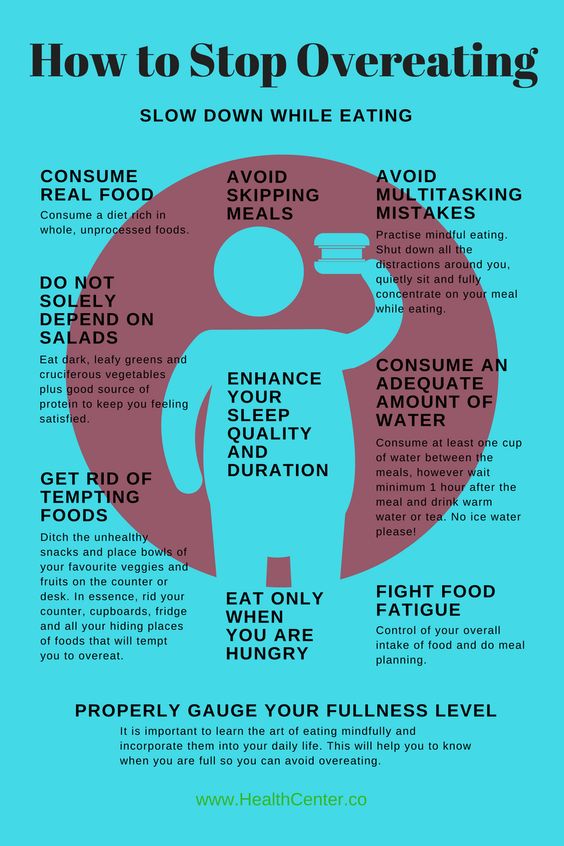 How to Stop Overeating
SLOW DOWN WHILE EATING
CONSUME
REAL FOOD
Consume a diet rich in
whole, unprocessed foods.
AVOID
SKIPPING
MEALS
AVOID
MULTITASKING
MISTAKES
Practise mindful eating.
Shut down all the
distractions around you,
quietly sit and fully
concentrate on your meal
while eating.
DO NOT
SOLELY
DEPEND ON
SALADS
Eat dark, leafy greens and
cruciferous vegetables
plus good source of
protein to keep you feeling
satisfied.
ENHANCE
YOUR
SLEEP
QUALITY
AND
DURATION
CONSUME AN
ADEQUATE
AMOUNT OF
WATER
Consume at least one cup
of water between the
meals, however wait
minimum 1 hour after the
meal and drink warm
water or tea. No ice water
please!
GET RID OF
TEMPTING
FOODS
Ditch the unhealthy
snacks and place bowls of
your favourite veggies and
fruits on the counter or
desk. In essence, rid your
counter, cupboards, fridge
and all your hiding places
of foods that will tempt
you to overeat.
EAT ONLY
WHEN
YOU ARE
HUNGRY
FIGHT FOOD
FATIGUE
Control of your overall
intake of food and do meal
planning.
PROPERLY GAUGE YOUR FULLNESS LEVEL
It is important to learn the art of eating mindfully and
incorporate them into your daily life. This will help you to know
when you are full so you can avoid overeating.
www.HealthCenter.co